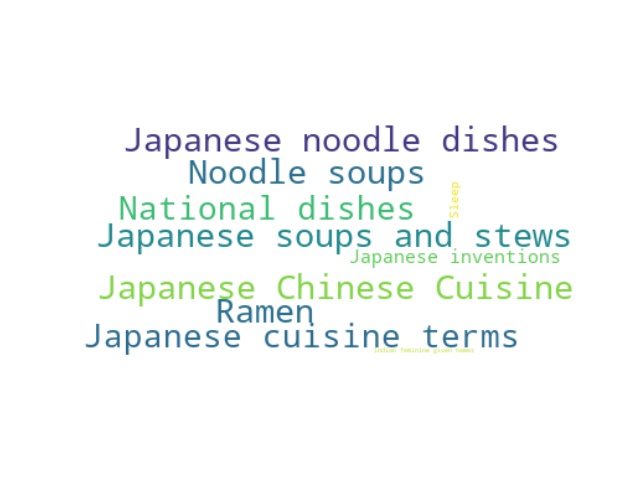 Japanese noodle dishes
Noodle soups
Sleep
National dishes
Japanese soups and stews
Japanese inventions
Japanese Chinese Cuisine
Ramen
Japanese cuisine terms
Indian feminine given names